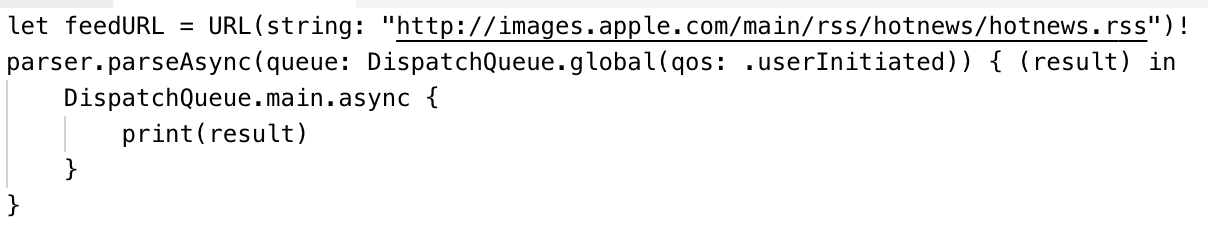 let feedURL = URL(string: "http://images.apple.com/main/rss/hotnews/hotnews.rss")!
parser.parseAsync(queue: DispatchQueue.global(qos: .userInitiated)) { (result) in
    DispatchQueue.main.async {
        print(result)
    }
}